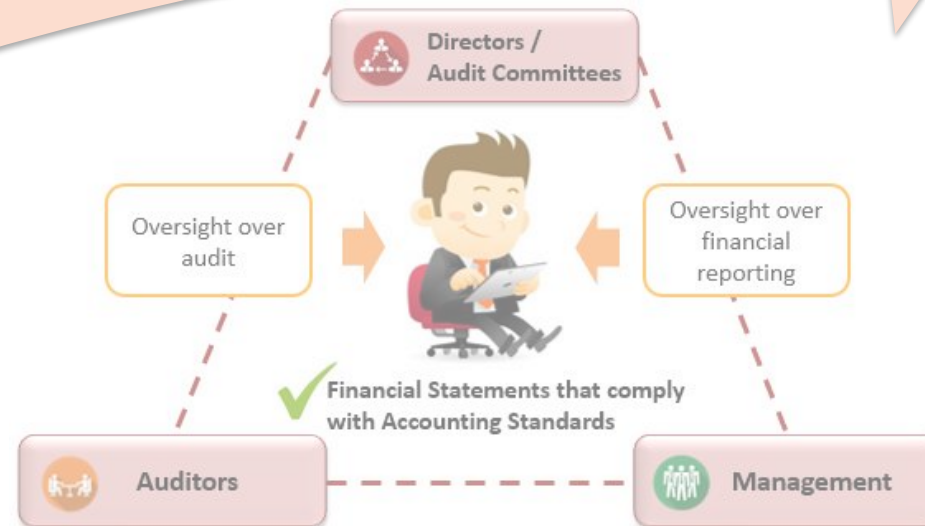 Directors /
Audit Committees
Oversight over
audit
Oversight over
financial
reporting
Financial Statements that comply
with Accounting Standards
Auditors
Management